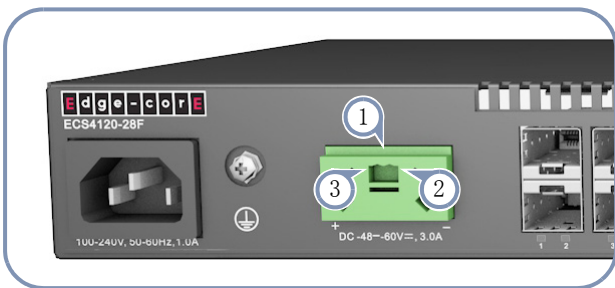 Edge-corE
ECS4120-28F
1
3
2
100-240V, 50-60Hz,1.0A
+
-
DC -48--60V⎓, 3.0A
1 2
3